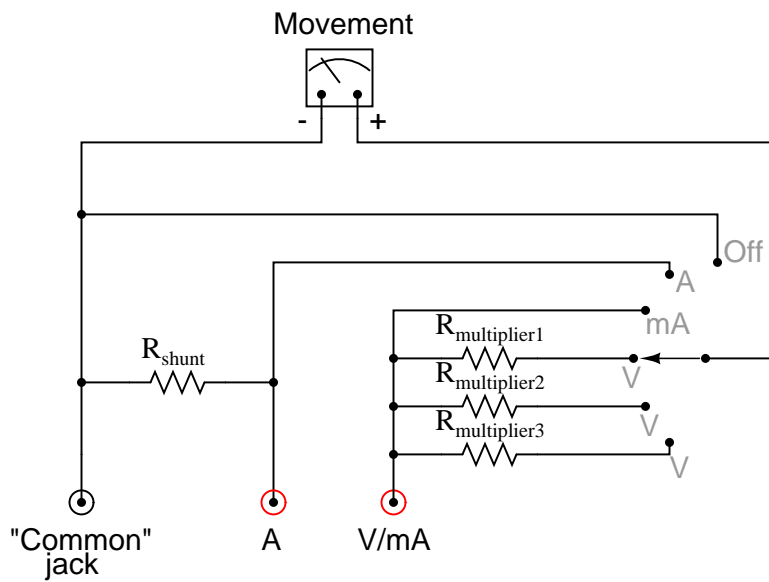 Movement
- +
Off
A
mA
Rmultiplier1
Rshunt
V
Rmultiplier2
V
Rmultiplier3
V
"Common"
jack
A
V/mA